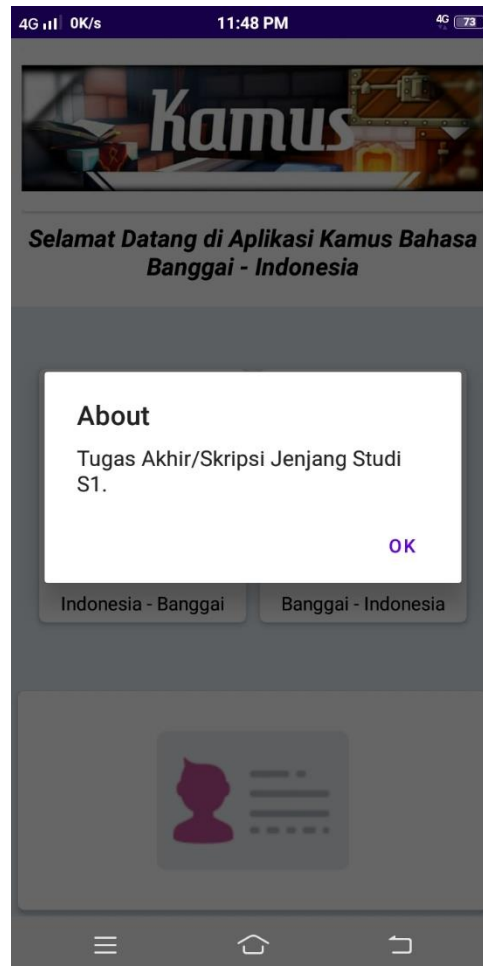 4G 0K/s 11:48 PM 4G 73
Kamus
Selamat Datang di Aplikasi Kamus Bahasa
Banggai - Indonesia
About
Tugas Akhir/Skripsi Jenjang Studi
S1.
OK
Indonesia - Banggai Banggai - Indonesia